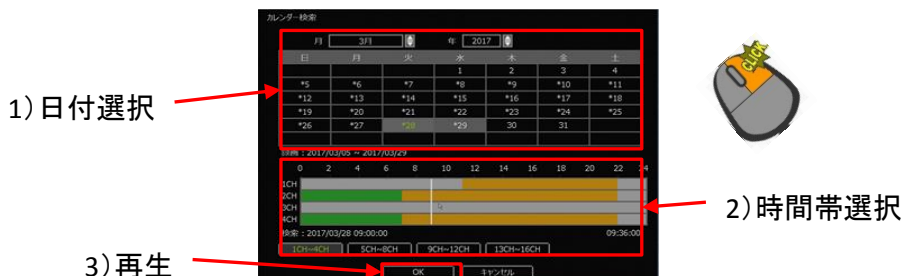 カレンダー検索
月 3月 年 2017
日 月 火 水 木 金 土
1 2 3 4
*5 *6 *7 *8 *9 *10 *11
*12 *13 *14 *15 *16 *17 *18
*19 *20 *21 *22 *23 *24 *25
*26 *27 *28 *29 30 31
録画：2017/03/05 ~ 2017/03/29
0 2 4 6 8 10 12 14 16 18 20 22 24
1CH
2CH
3CH
4CH
検索：2017/03/28 09:00:00 09:36:00
1CH~4CH 5CH~8CH 9CH~12CH 13CH~16CH
OK キャンセル
1）日付選択
2）時間帯選択
3）再生
CLICK